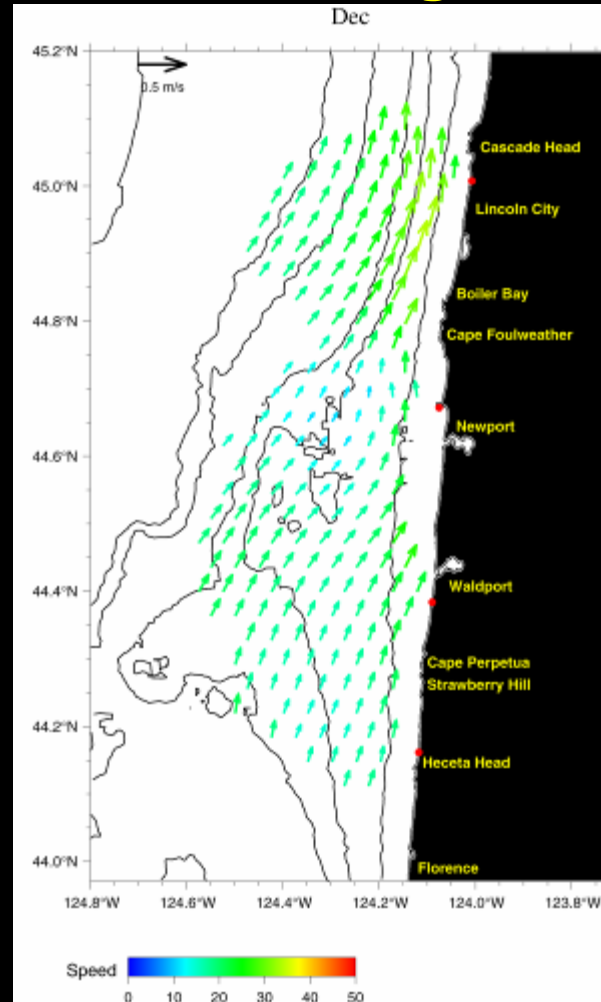 Dec
45.2°N
0.5 m/s
Cascade Head
45.0°N
Lincoln City
Boiler Bay
44.8°N
Cape Foulweather
Newport
44.6°N
Waldport
44.4°N
Cape Perpetua
Strawberry Hill
44.2°N
Heceta Head
44.0°N
Florence
124.8°W 124.6°W 124.4°W 124.2°W 124.0°W 123.8°W
Speed
0 10 20 30 40 50